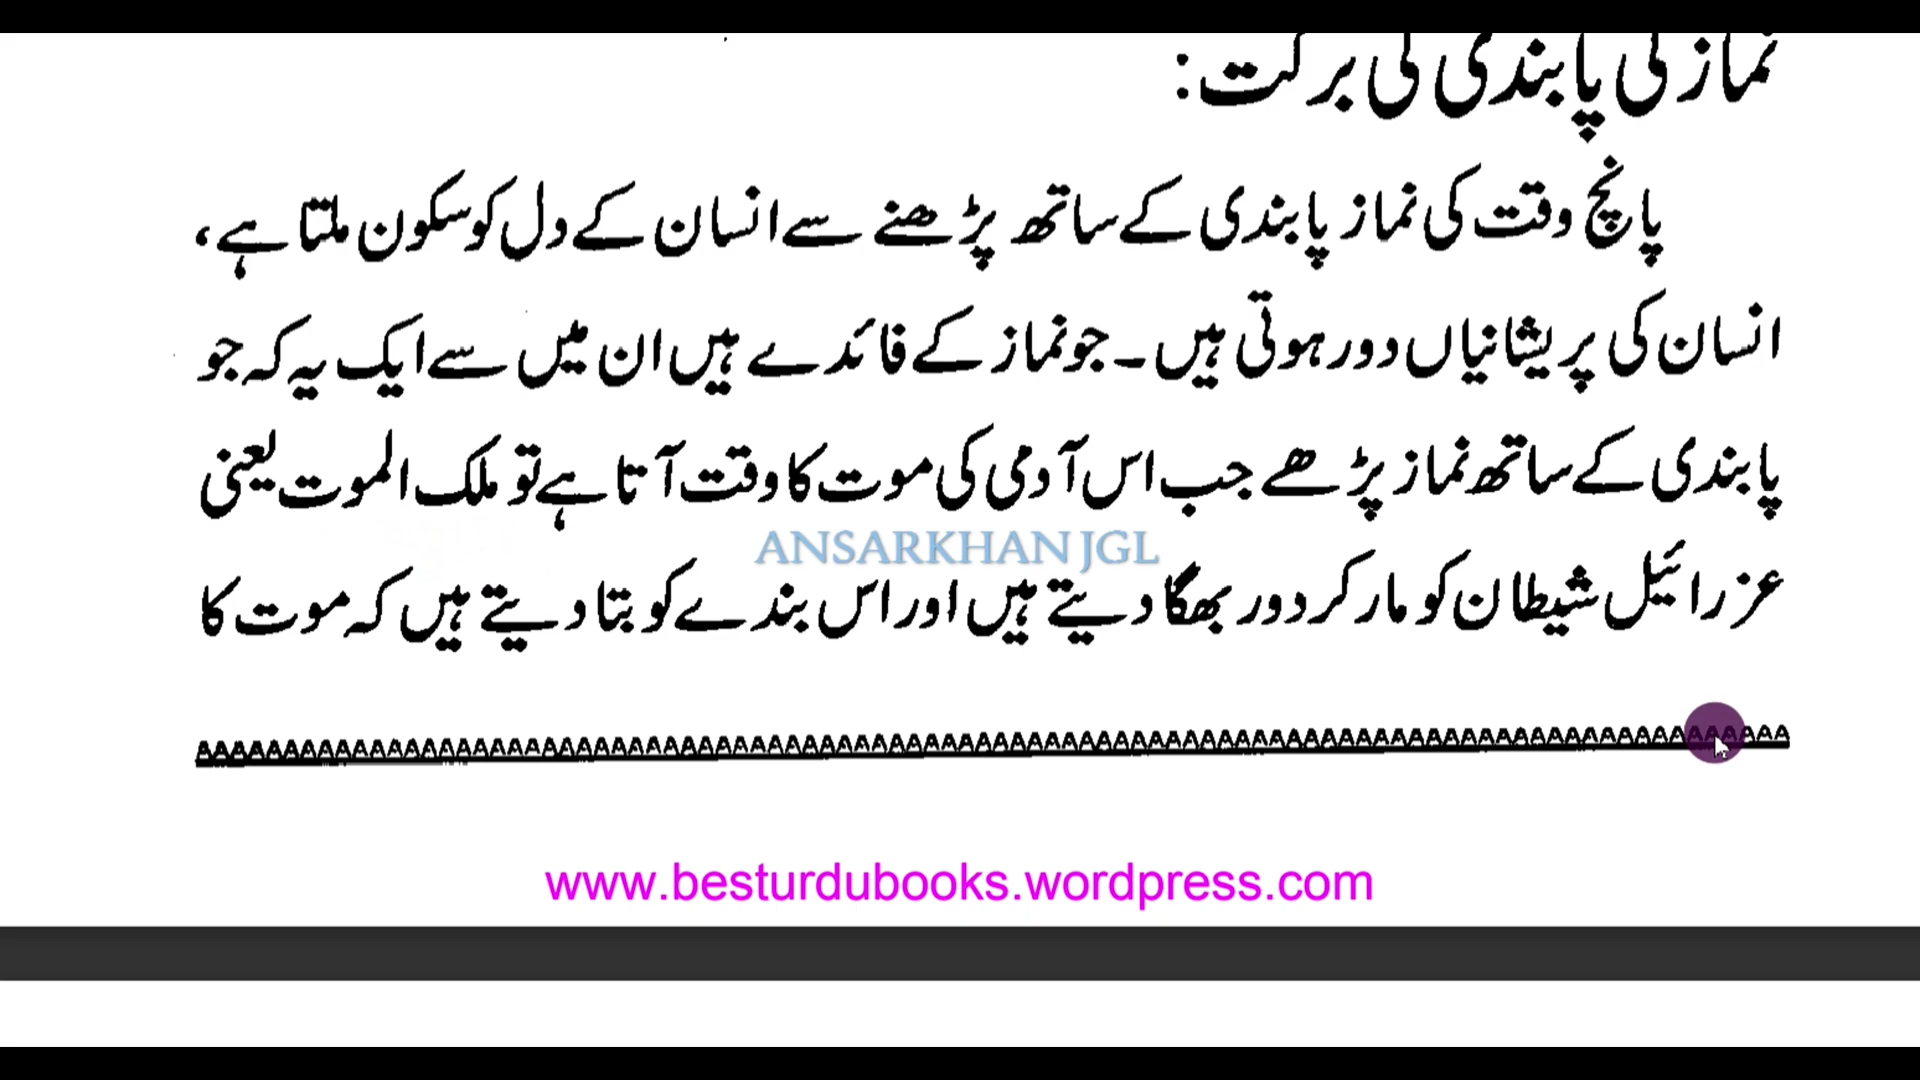 نماز کی پابندی کی برکت:
پانچ وقت کی نماز پابندی کے ساتھ پڑھنے سے انسان کے دل کو سکون ملتا ہے،
انسان کی پریشانیاں دور ہوتی ہیں۔ جو نماز کے فائدے ہیں ان میں سے ایک یہ کہ جو
پابندی کے ساتھ نماز پڑھے جب اس آدمی کی موت کا وقت آتا ہے تو ملک الموت یعنی
ANSARKHAN JGL
عزرائیل شیطان کو مار کر دور بھگا دیتے ہیں اور اس بندے کو بتا دیتے ہیں کہ موت کا
www.besturdubooks.wordpress.com